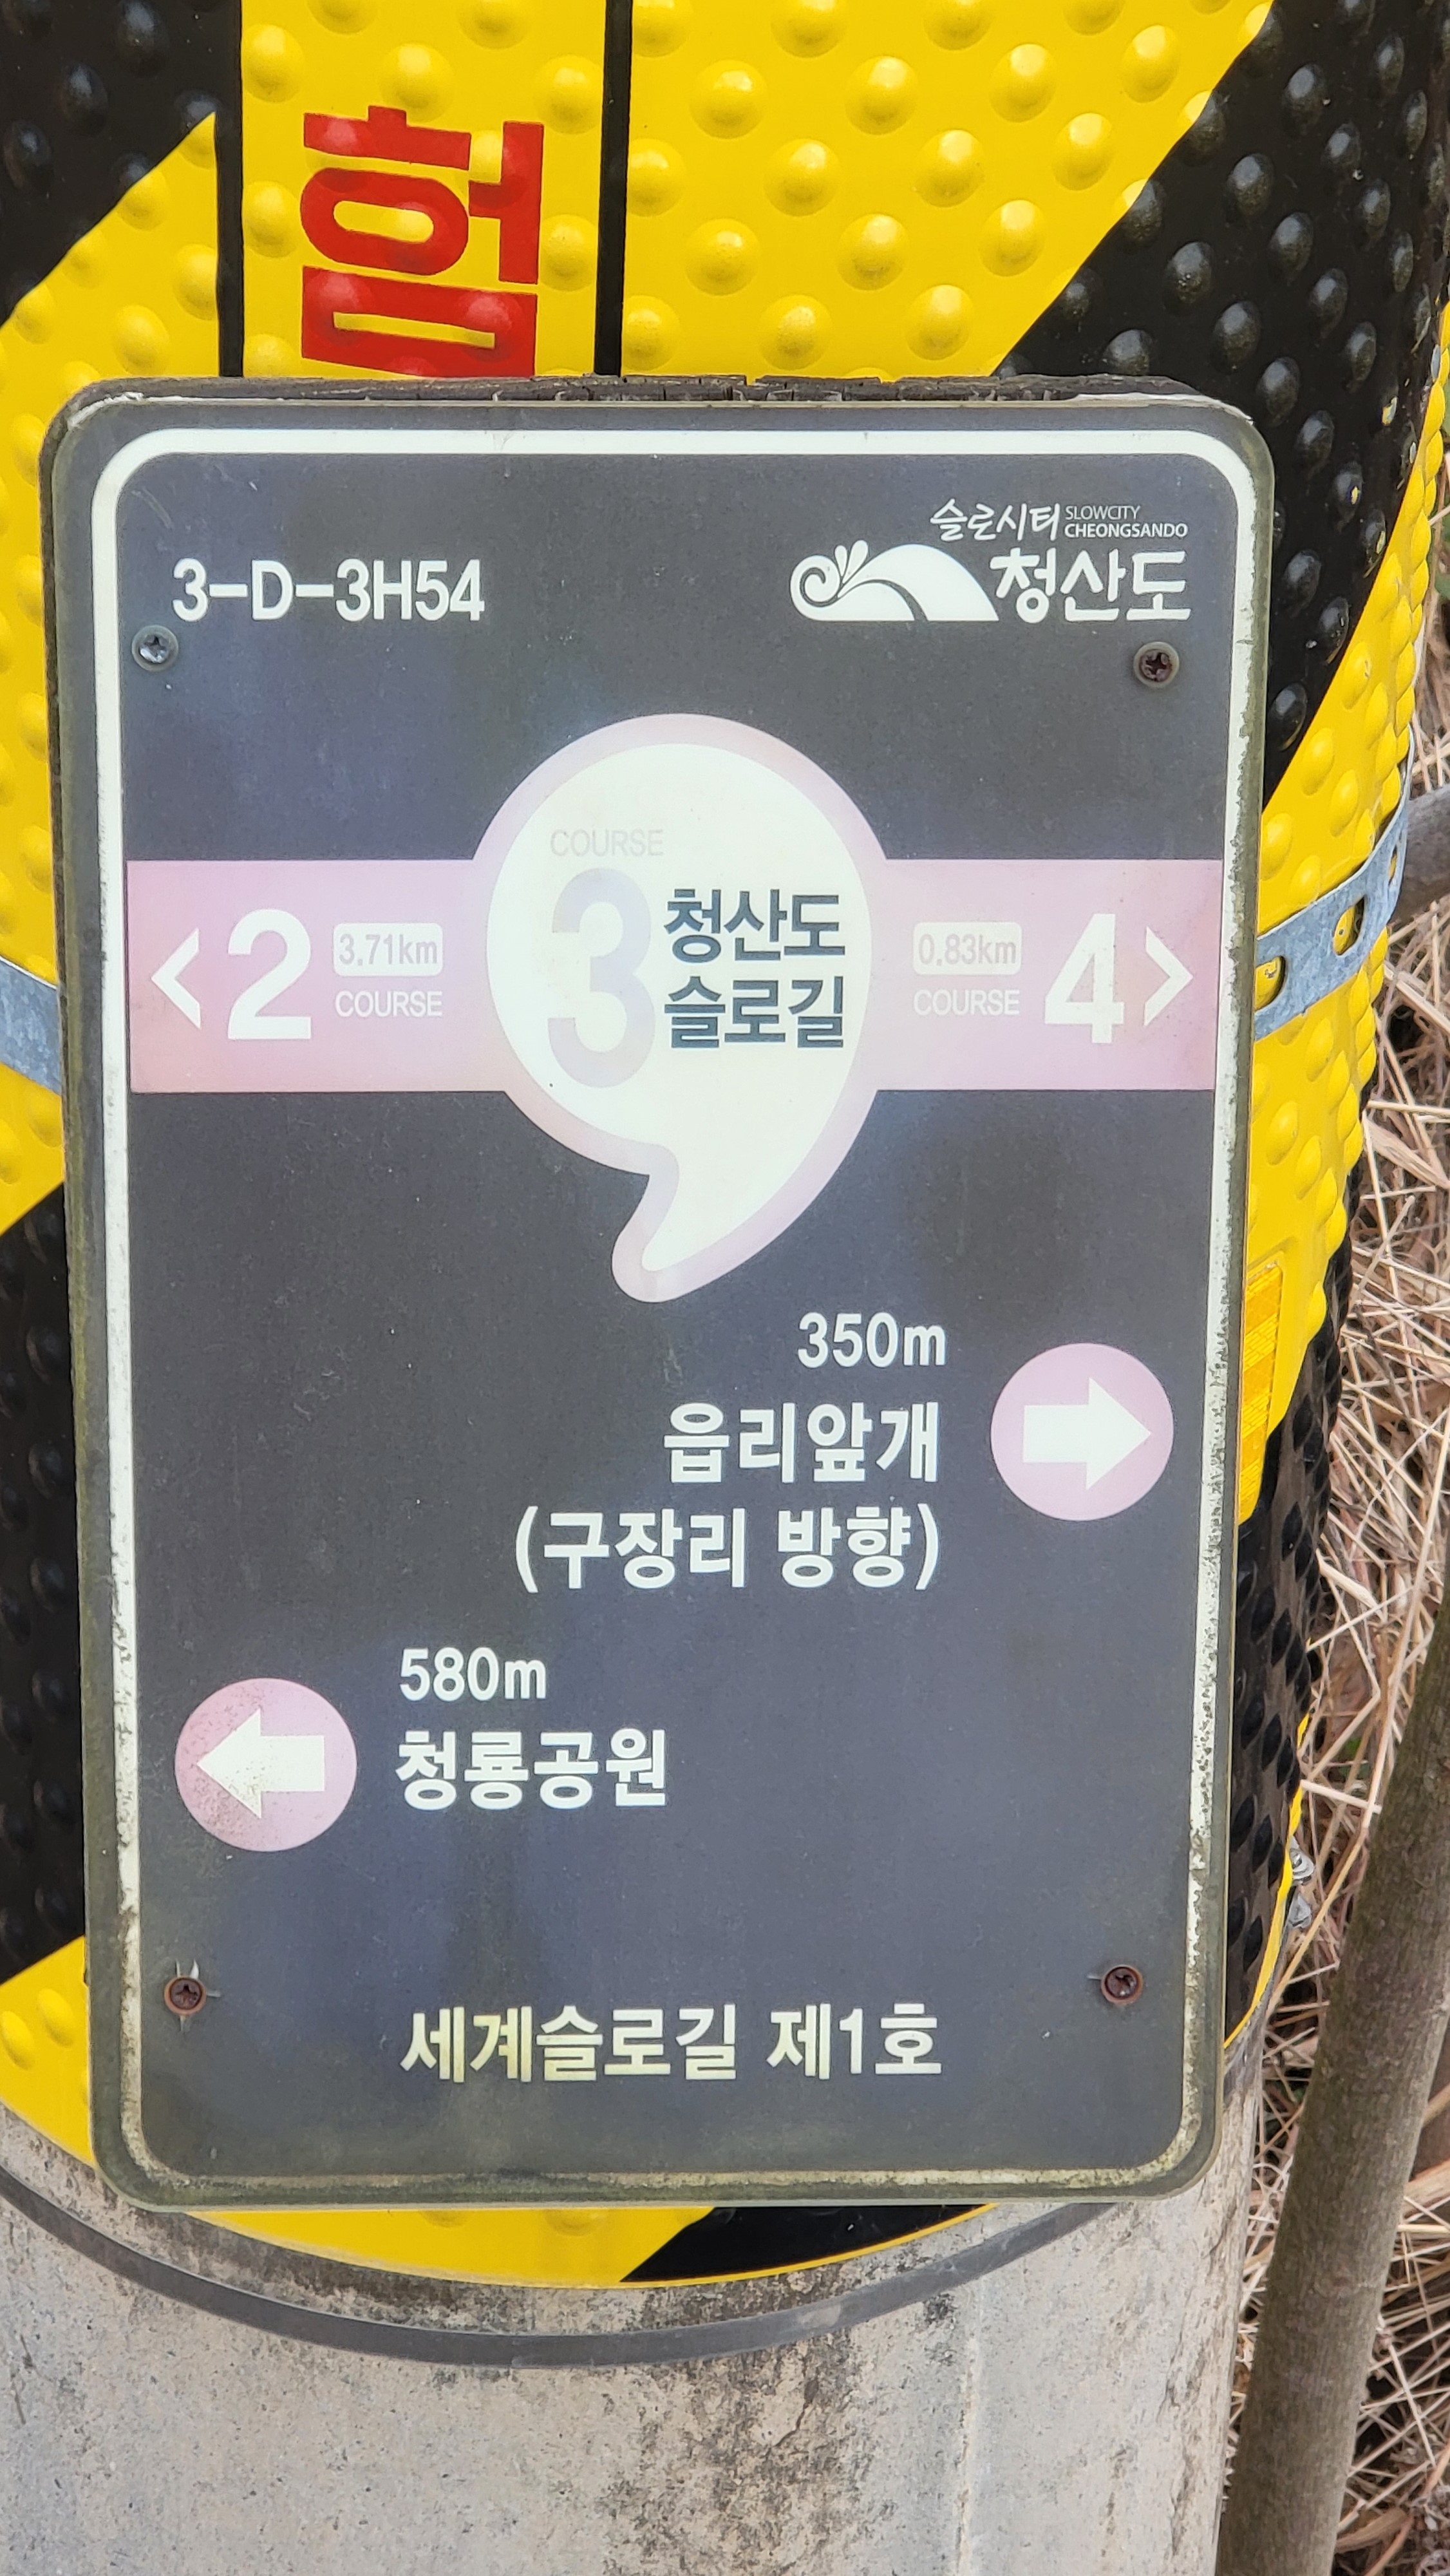 험
3-D-3H54
슬로시티 SLOWCITY
CHEONGSANDO
청산도
COURSE
3 청산도
슬로길
< 2 3.71km
COURSE
0.83km
COURSE 4 >
350m
읍리앞개
(구장리 방향)
580m
청룡공원
세계슬로길 제1호